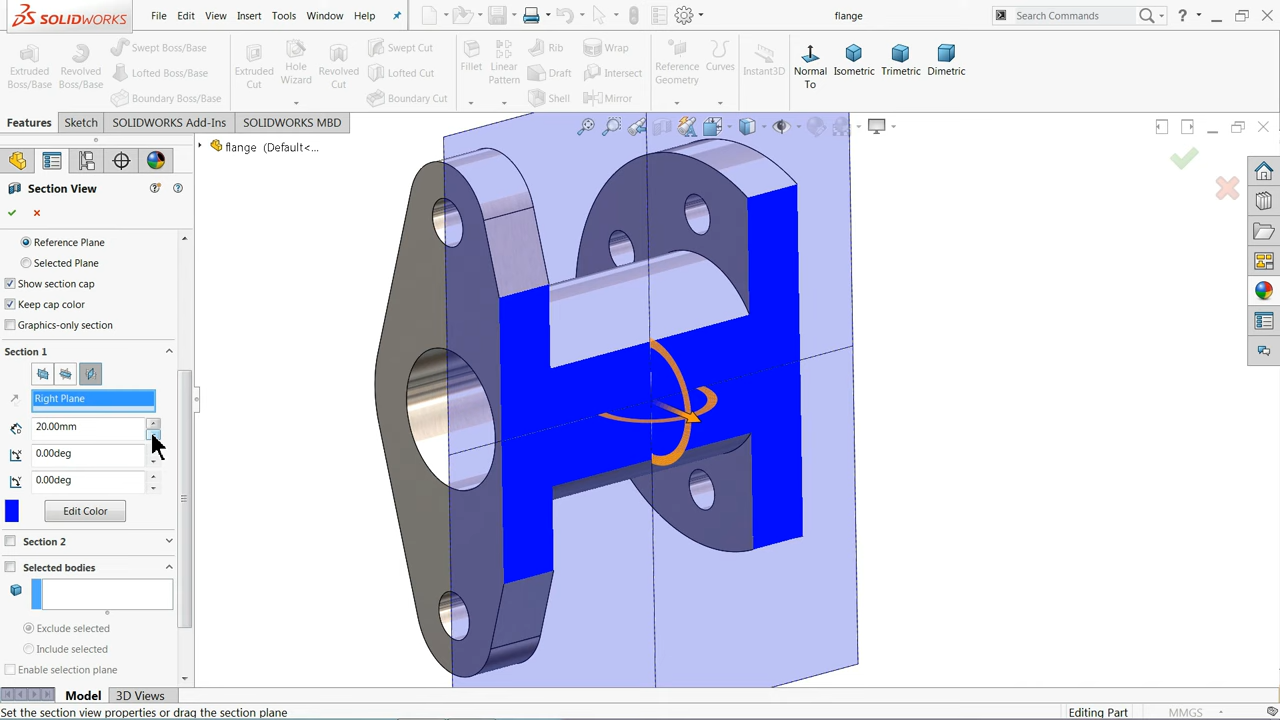 SOLIDWORKS File Edit View Insert Tools Window Help flange Search Commands ?
Extruded Boss/Base
Revolved Boss/Base
Swept Boss/Base
Lofted Boss/Base
Boundary Boss/Base
Extruded Cut
Hole Wizard
Revolved Cut
Swept Cut
Lofted Cut
Boundary Cut
Fillet
Linear Pattern
Rib
Draft
Shell
Wrap
Intersect
Mirror
Reference Geometry
Curves
Instant3D
Normal To
Isometric
Trimetric
Dimetric
Features Sketch SOLIDWORKS Add-Ins SOLIDWORKS MBD
flange (Default<...
Section View
Reference Plane
Selected Plane
Show section cap
Keep cap color
Graphics-only section
Section 1
Right Plane
20.00mm
0.00deg
0.00deg
Edit Color
Section 2
Selected bodies
Exclude selected
Include selected
Enable selection plane
Model 3D Views
Set the section view properties or drag the section plane Editing Part MMGS